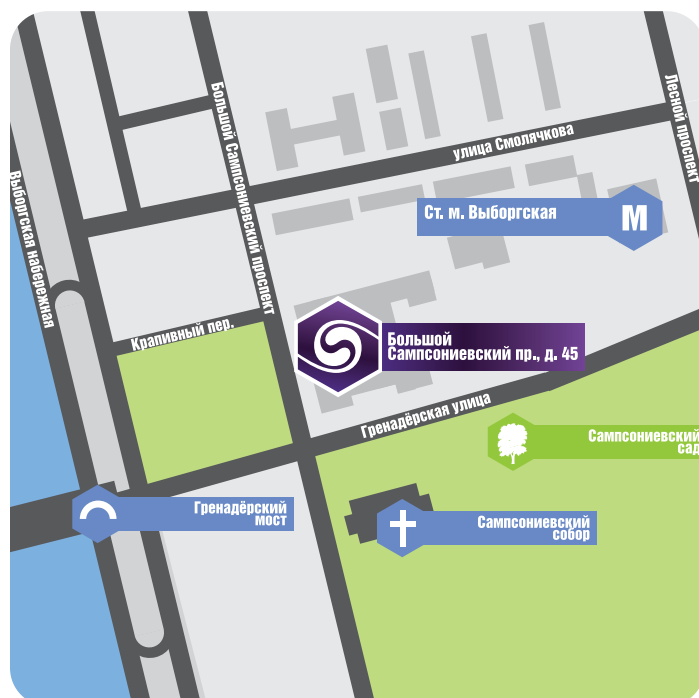 Большой Сампсониевский проспект
Лесной проспект
улица Смолячкова
Выборгская набережная
Ст. м. Выборгская
М
Крапивный пер.
Большой
Сампсониевский пр., д. 45
Гренадёрская улица
Сампсониевский
сад
Гренадёрский
мост
Сампсониевский
собор